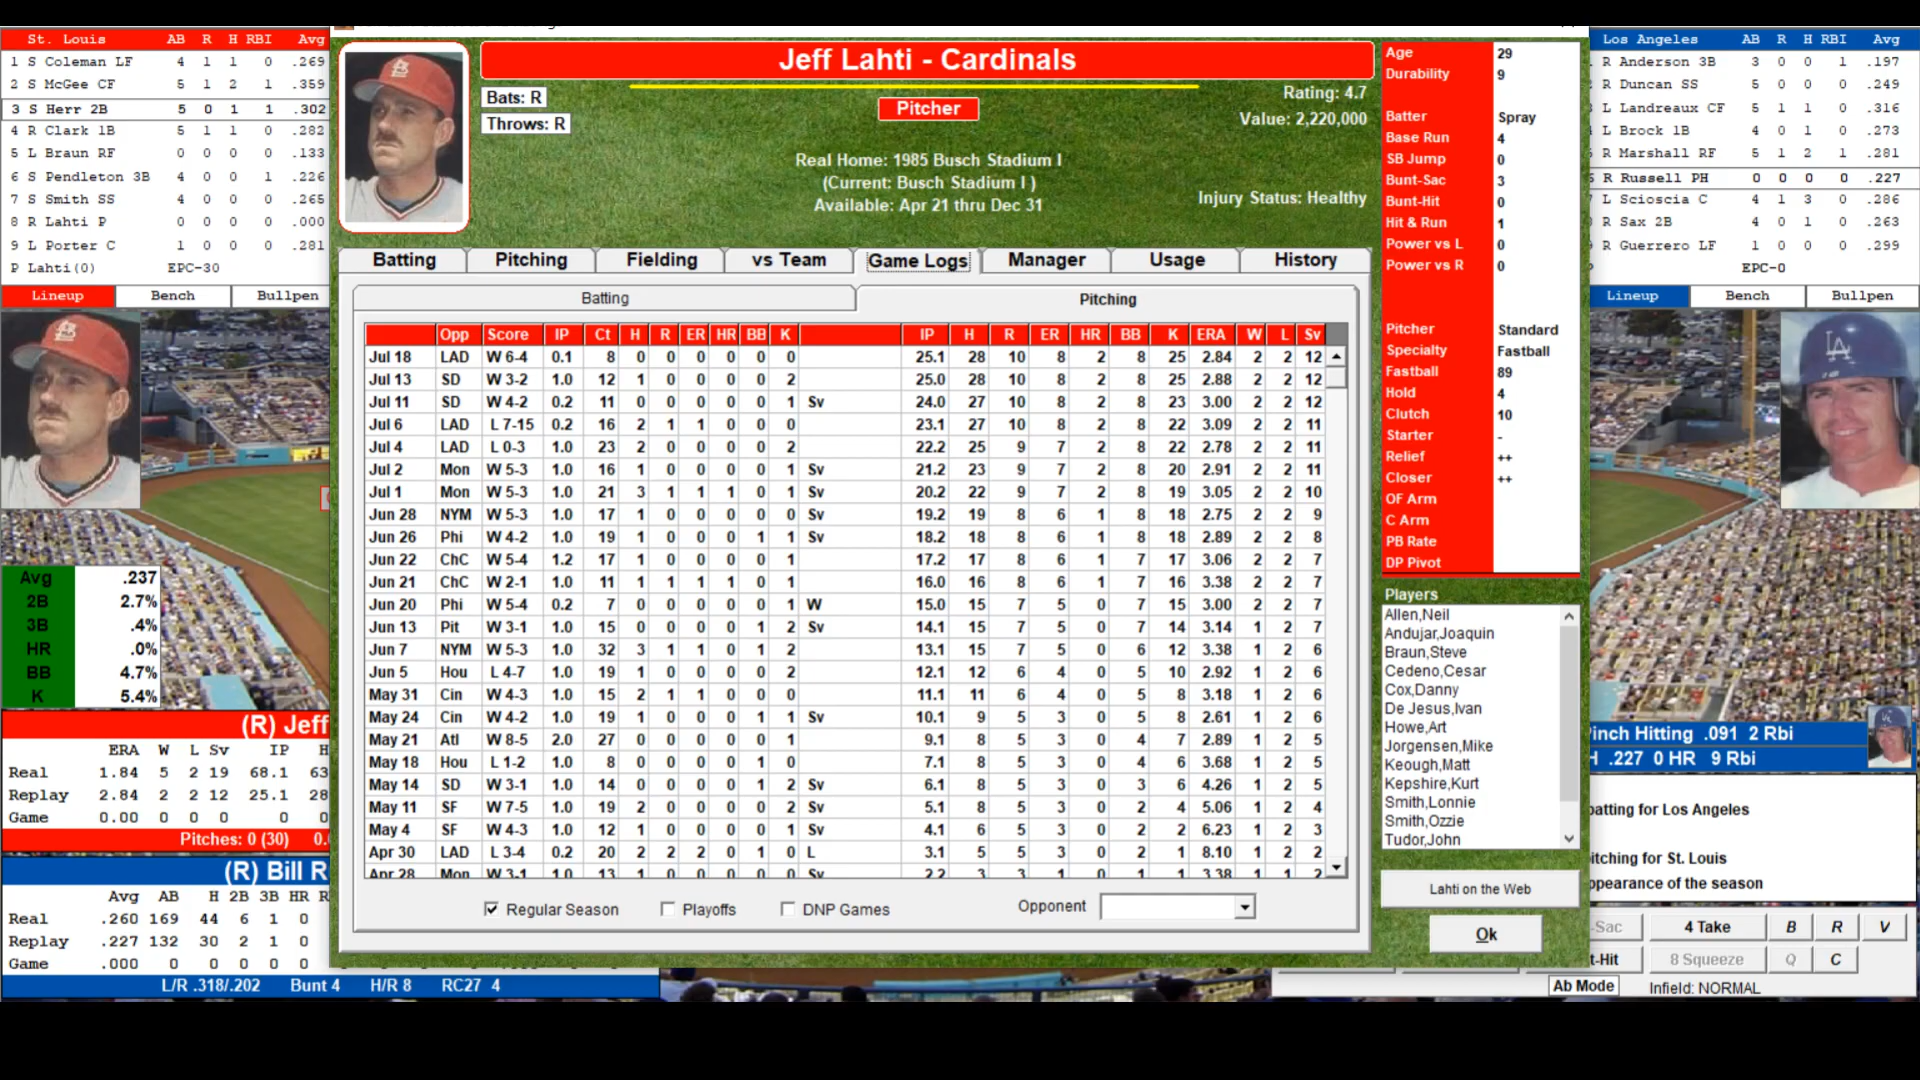 St. Louis AB R H RBI Avg
1 S Coleman LF 4 1 1 0 .269
2 S McGee CF 5 1 2 1 .359
3 S Herr 2B 5 0 1 1 .302
4 R Clark 1B 5 1 1 0 .282
5 L Braun RF 0 0 0 0 .133
6 S Pendleton 3B 4 0 0 1 .226
7 S Smith SS 4 0 0 0 .265
8 R Lahti P 0 0 0 0 .000
9 L Porter C 1 0 0 0 .281
P Lahti(0) EPC-30
Lineup Bench Bullpen
Jeff Lahti - Cardinals
Bats: R
Throws: R
Pitcher
Rating: 4.7
Value: 2,220,000
Real Home: 1985 Busch Stadium I
(Current: Busch Stadium I )
Available: Apr 21 thru Dec 31
Injury Status: Healthy
Batting Pitching Fielding vs Team Game Logs Manager Usage History
Batting Pitching
Opp Score IP Ct H R ER HR BB K IP H R ER HR BB K ERA W L Sv
Jul 18 LAD W 6-4 0.1 8 0 0 0 0 0 0 25.1 28 10 8 2 8 25 2.84 2 2 12
Jul 13 SD W 3-2 1.0 12 1 0 0 0 0 2 25.0 28 10 8 2 8 25 2.88 2 2 12
Jul 11 SD W 4-2 0.2 11 0 0 0 0 0 1 Sv 24.0 27 10 8 2 8 23 3.00 2 2 12
Jul 6 LAD L 7-15 0.2 16 2 1 1 0 0 0 23.1 27 10 8 2 8 22 3.09 2 2 11
Jul 4 LAD L 0-3 1.0 23 2 0 0 0 0 2 22.2 25 9 7 2 8 22 2.78 2 2 11
Jul 2 Mon W 5-3 1.0 16 1 0 0 0 0 1 Sv 21.2 23 9 7 2 8 20 2.91 2 2 11
Jul 1 Mon W 5-3 1.0 21 3 1 1 1 0 1 Sv 20.2 22 9 7 2 8 19 3.05 2 2 10
Jun 28 NYM W 5-3 1.0 17 1 0 0 0 0 0 Sv 19.2 19 8 6 1 8 18 2.75 2 2 9
Jun 26 Phi W 4-2 1.0 19 1 0 0 0 1 1 Sv 18.2 18 8 6 1 8 18 2.89 2 2 8
Jun 22 ChC W 5-4 1.2 17 1 0 0 0 0 1 17.2 17 8 6 1 7 17 3.06 2 2 7
Jun 21 ChC W 2-1 1.0 11 1 1 1 1 0 1 16.0 16 8 6 1 7 16 3.38 2 2 7
Jun 20 Phi W 5-4 0.2 7 0 0 0 0 0 1 W 15.0 15 7 5 0 7 15 3.00 2 2 7
Jun 13 Pit W 3-1 1.0 15 0 0 0 0 1 2 Sv 14.1 15 7 5 0 7 14 3.14 1 2 7
Jun 7 NYM W 5-3 1.0 32 3 1 1 0 1 2 13.1 15 7 5 0 6 12 3.38 1 2 6
Jun 5 Hou L 4-7 1.0 19 1 0 0 0 0 2 12.1 12 6 4 0 5 10 2.92 1 2 6
May 31 Cin W 4-3 1.0 15 2 1 1 0 0 0 11.1 11 6 4 0 5 8 3.18 1 2 6
May 24 Cin W 4-2 1.0 19 1 0 0 0 1 1 Sv 10.1 9 5 3 0 5 8 2.61 1 2 6
May 21 Atl W 8-5 2.0 27 0 0 0 0 0 1 9.1 8 5 3 0 4 7 2.89 1 2 5
May 18 Hou L 1-2 1.0 8 0 0 0 0 1 0 7.1 8 5 3 0 4 6 3.68 1 2 5
May 14 SD W 3-1 1.0 14 0 0 0 0 1 2 Sv 6.1 8 5 3 0 3 6 4.26 1 2 5
May 11 SF W 7-5 1.0 19 2 0 0 0 0 2 Sv 5.1 8 5 3 0 2 4 5.06 1 2 4
May 4 SF W 4-3 1.0 12 1 0 0 0 0 1 Sv 4.1 6 5 3 0 2 2 6.23 1 2 3
Apr 30 LAD L 3-4 0.2 20 2 2 2 0 1 0 L 3.1 5 5 3 0 2 1 8.10 1 2 2
Apr 28 Mon W 3-1 1.0 13 1 0 0 0 0 0 Sv 2.2 3 3 1 0 1 1 3.38 1 1 2
Regular Season Playoffs DNP Games Opponent
Age 29
Durability 9
Batter Spray
Base Run 4
SB Jump 0
Bunt-Sac 3
Bunt-Hit 0
Hit & Run 1
Power vs L 0
Power vs R 0
Pitcher Standard
Specialty Fastball
Fastball 89
Hold 4
Clutch 10
Starter -
Relief ++
Closer ++
OF Arm
C Arm
PB Rate
DP Pivot
Players
Allen,Neil
Andujar,Joaquin
Braun,Steve
Cedeno,Cesar
Cox,Danny
De Jesus,Ivan
Howe,Art
Jorgensen,Mike
Keough,Matt
Kepshire,Kurt
Smith,Lonnie
Smith,Ozzie
Tudor,John
Lahti on the Web
Ok
Los Angeles AB R H RBI Avg
R Anderson 3B 3 0 0 1 .197
R Duncan SS 5 0 0 0 .249
L Landreaux CF 5 1 1 0 .316
L Brock 1B 4 0 1 0 .273
R Marshall RF 5 1 2 1 .281
R Russell PH 0 0 0 0 .227
L Scioscia C 4 1 3 0 .286
R Sax 2B 4 0 1 0 .263
R Guerrero LF 1 0 0 0 .299
EPC-0
Lineup Bench Bullpen
Avg .237
2B 2.7%
3B .4%
HR .0%
BB 4.7%
K 5.4%
(R) Jeff
ERA W L Sv IP H
Real 1.84 5 2 19 68.1 63
Replay 2.84 2 2 12 25.1 28
Game 0.00 0 0 0 0 0
Pitches: 0 (30) 0.
(R) Bill R
Avg AB H 2B 3B HR R
Real .260 169 44 6 1 0
Replay .227 132 30 2 1 0
Game .000 0 0 0 0 0
L/R .318/.202 Bunt 4 H/R 8 RC27 4
inch Hitting .091 2 Rbi
.227 0 HR 9 Rbi
batting for Los Angeles
itching for St. Louis
ppearance of the season
-Sac 4 Take B R V
t-Hit 8 Squeeze Q C
Ab Mode Infield: NORMAL